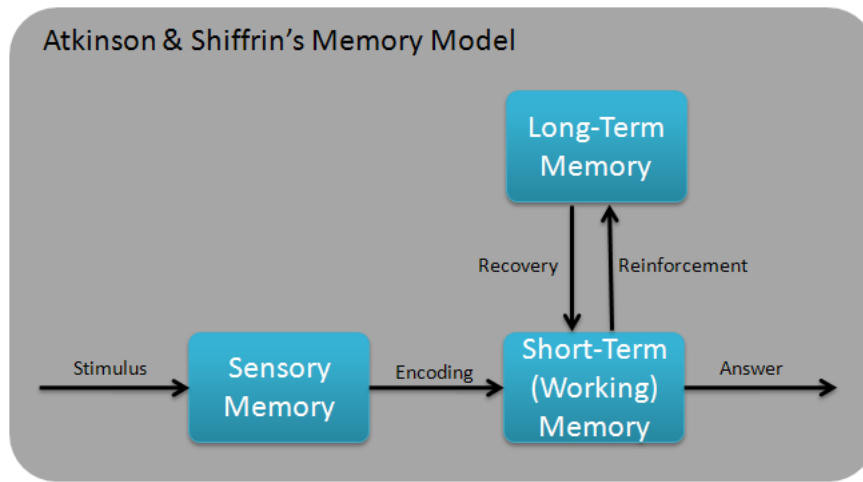 Atkinson & Shiffrin's Memory Model
Long-Term
Memory
Recovery
Reinforcement
Stimulus
Sensory
Memory
Encoding
Short-Term
(Working)
Memory
Answer